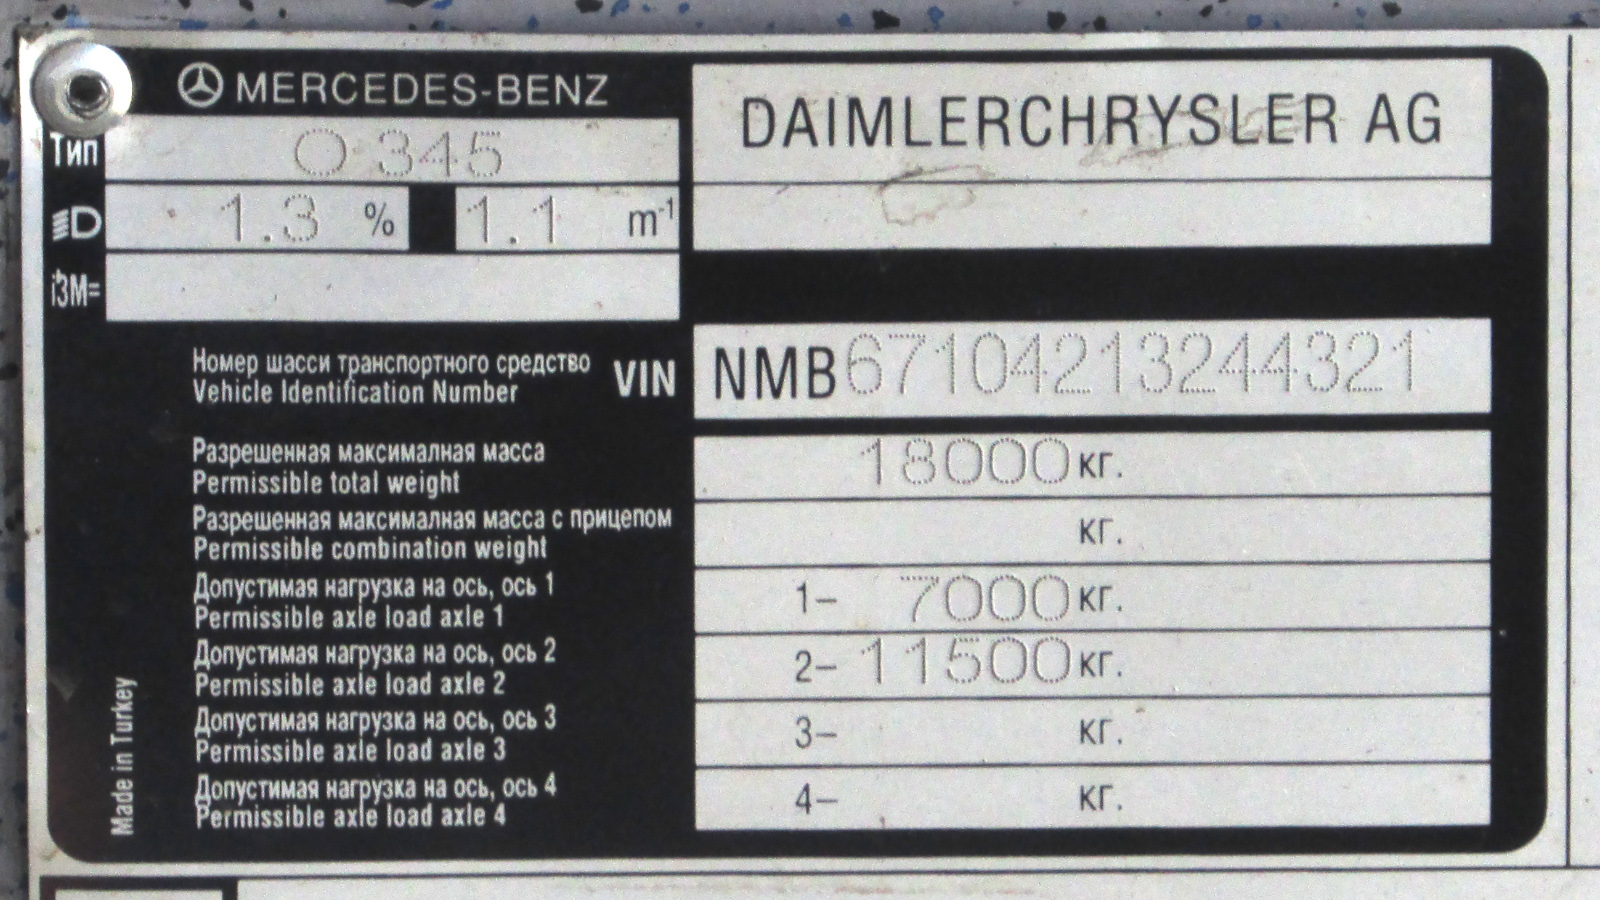 MERCEDES-BENZ
DAIMLERCHRYSLER AG
Тип O 345
1.3 % 1.1 m⁻¹
iзм=
Номер шасси транспортного средство
Vehicle Identification Number
VIN NMB67104213244321
Разрешенная максималная масса
Permissible total weight
18000 кг.
Разрешенная максималная масса с прицепом
Permissible combination weight
кг.
Допустимая нагрузка на ось, ось 1
Permissible axle load axle 1
1– 7000 кг.
Допустимая нагрузка на ось, ось 2
Permissible axle load axle 2
2– 11500 кг.
Допустимая нагрузка на ось, ось 3
Permissible axle load axle 3
3– кг.
Допустимая нагрузка на ось, ось 4
Permissible axle load axle 4
4– кг.
Made in Turkey